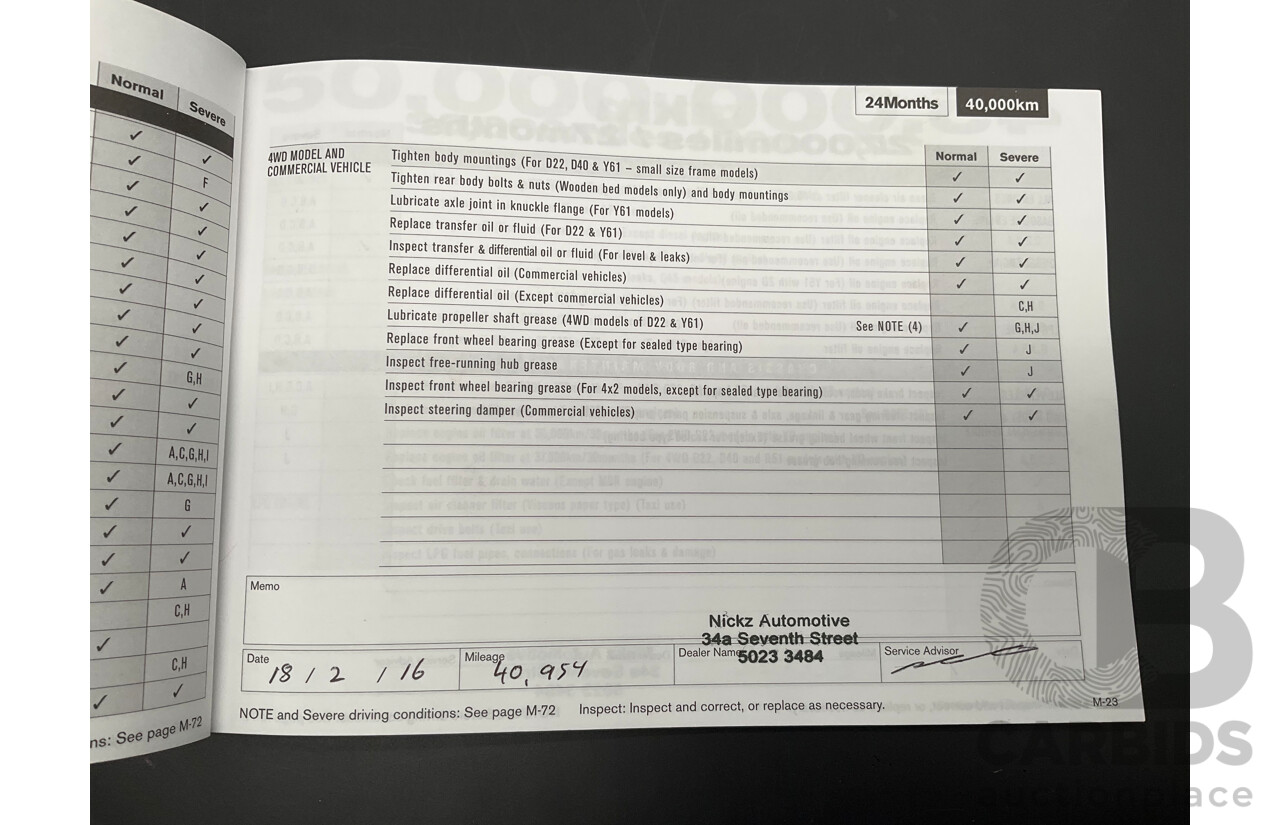 Normal Severe
✓
✓ ✓
✓ F
✓ ✓
✓ ✓
✓ ✓
✓ ✓
✓ ✓
✓ ✓
✓ ✓
✓ G,H
✓ ✓
✓ ✓
✓ A,C,G,H,I
✓ A,C,G,H,I
✓ G
✓ ✓
✓ ✓
✓ A
C,H
✓
C,H
✓ ✓
ns: See page M-72
24Months 40,000km
Normal Severe
4WD MODEL AND
COMMERCIAL VEHICLE
Tighten body mountings (For D22, D40 & Y61 – small size frame models) ✓ ✓
Tighten rear body bolts & nuts (Wooden bed models only) and body mountings ✓ ✓
Lubricate axle joint in knuckle flange (For Y61 models) ✓ ✓
Replace transfer oil or fluid (For D22 & Y61) ✓ ✓
Inspect transfer & differential oil or fluid (For level & leaks) ✓ ✓
Replace differential oil (Commercial vehicles) ✓ ✓
Replace differential oil (Except commercial vehicles) C,H
Lubricate propeller shaft grease (4WD models of D22 & Y61) See NOTE (4) ✓ G,H,J
Replace front wheel bearing grease (Except for sealed type bearing) ✓ J
Inspect free-running hub grease ✓ J
Inspect front wheel bearing grease (For 4x2 models, except for sealed type bearing) ✓ ✓
Inspect steering damper (Commercial vehicles) ✓ ✓
Memo
Nickz Automotive
34a Seventh Street
5023 3484
Date 18 / 2 / 16
Mileage 40,954
Dealer Name
Service Advisor
NOTE and Severe driving conditions: See page M-72 Inspect: Inspect and correct, or replace as necessary.
M-23
CARBIDS